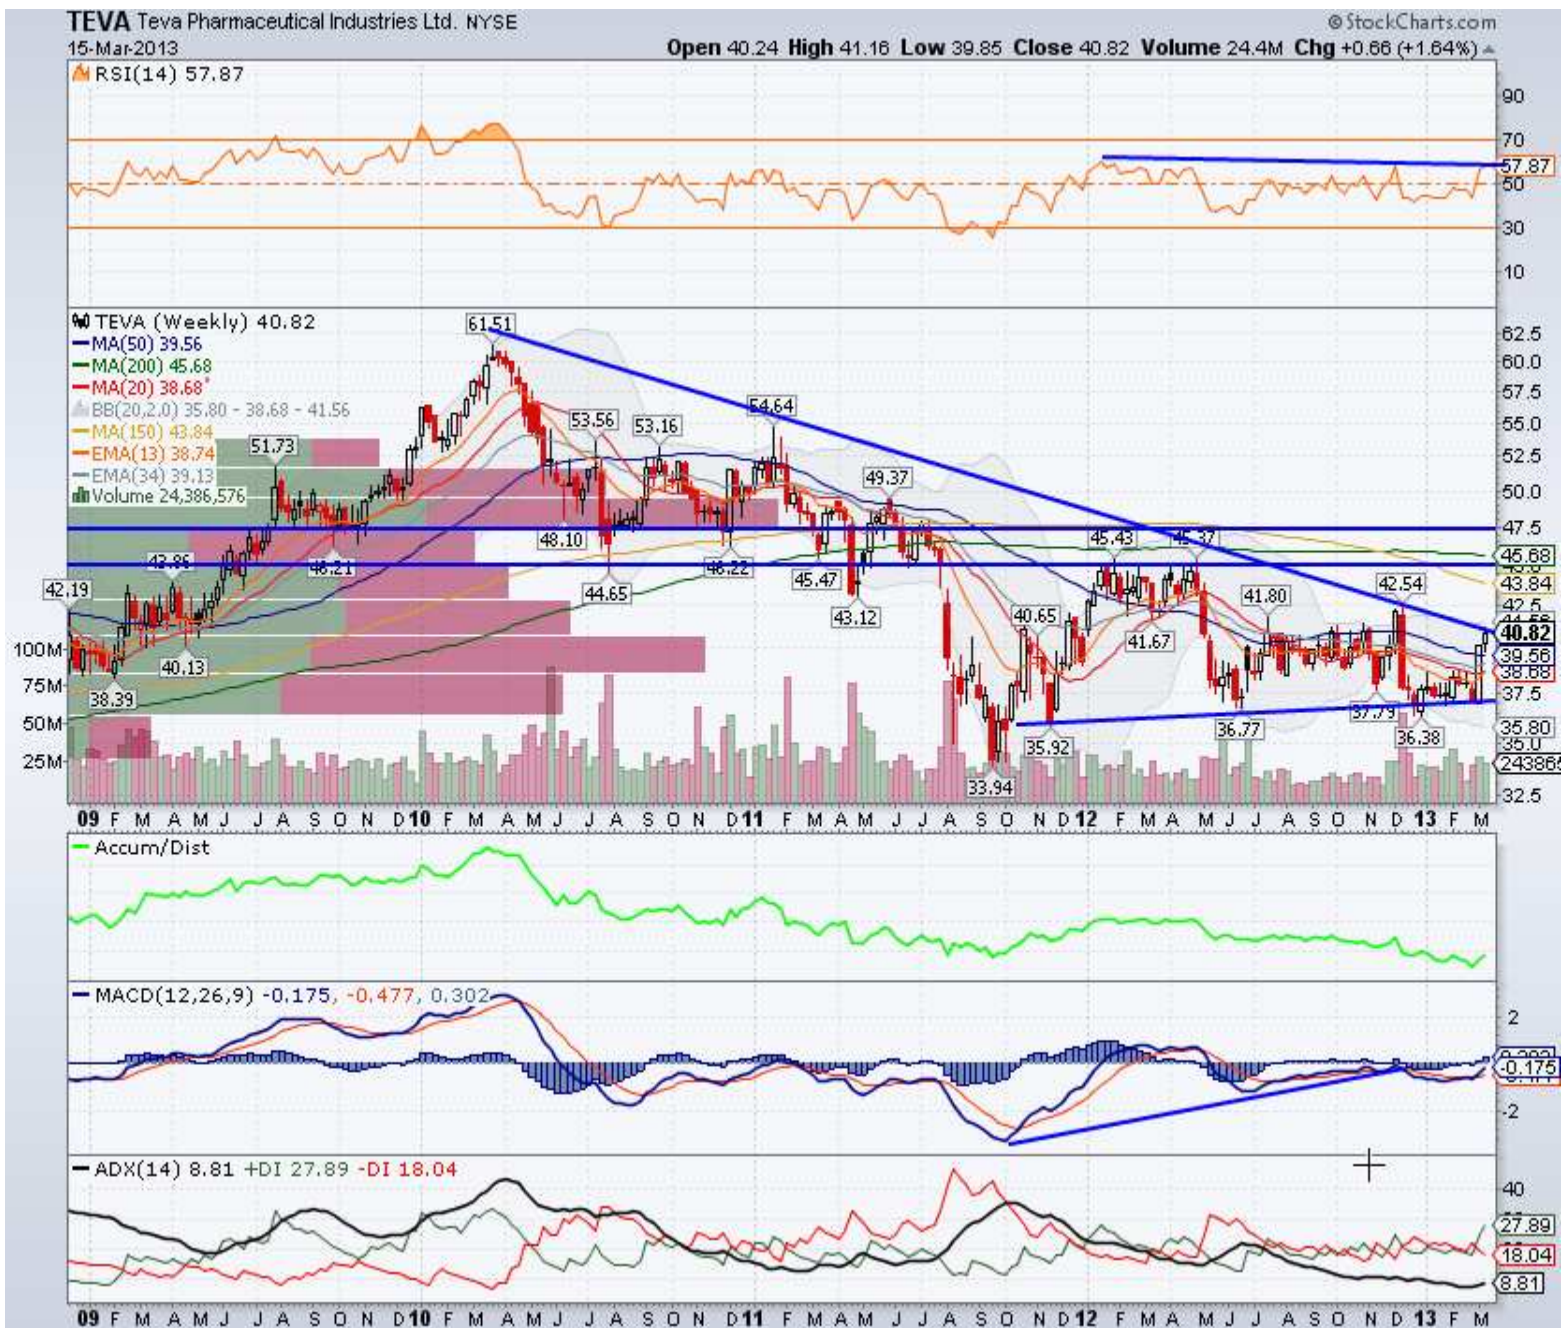 TEVA Teva Pharmaceutical Industries Ltd. NYSE
© StockCharts.com
15-Mar-2013
Open 40.24 High 41.16 Low 39.85 Close 40.82 Volume 24.4M Chg +0.66 (+1.64%)
RSI(14) 57.87
90
70
57.87
50
30
10
TEVA (Weekly) 40.82
MA(50) 39.56
MA(200) 45.68
MA(20) 38.68
BB(20,2.0) 35.80 - 38.68 - 41.56
MA(150) 43.84
EMA(13) 38.74
EMA(34) 39.13
Volume 24,386,576
61.51
53.56
53.16
54.64
51.73
49.37
48.10
46.21
46.22
45.47
45.43
45.37
43.86
44.65
43.12
42.19
42.54
41.80
40.65
41.67
40.13
38.39
37.79
36.77
36.38
35.92
33.94
62.5
60.0
57.5
55.0
52.5
50.0
47.5
45.68
43.84
42.5
40.82
39.56
38.68
37.5
35.80
35.0
243865
32.5
100M
75M
50M
25M
09 F M A M J J A S O N D 10 F M A M J J A S O N D 11 F M A M J J A S O N D 12 F M A M J J A S O N D 13 F M
Accum/Dist
MACD(12,26,9) -0.175, -0.477, 0.302
2
-0.175
-2
ADX(14) 8.81 +DI 27.89 -DI 18.04
40
27.89
18.04
8.81
09 F M A M J J A S O N D 10 F M A M J J A S O N D 11 F M A M J J A S O N D 12 F M A M J J A S O N D 13 F M